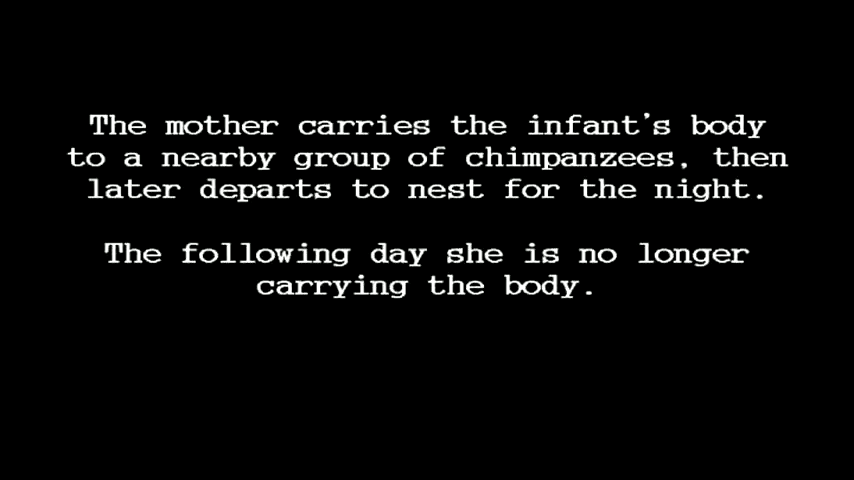 The mother carries the infant's body
to a nearby group of chimpanzees, then
later departs to nest for the night.
The following day she is no longer
carrying the body.